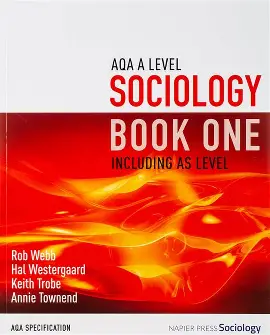 AQA A LEVEL
SOCIOLOGY
BOOK ONE
INCLUDING AS LEVEL
Rob Webb
Hal Westergaard
Keith Trobe
Annie Townend
AQA SPECIFICATION
NAPIER PRESS Sociology